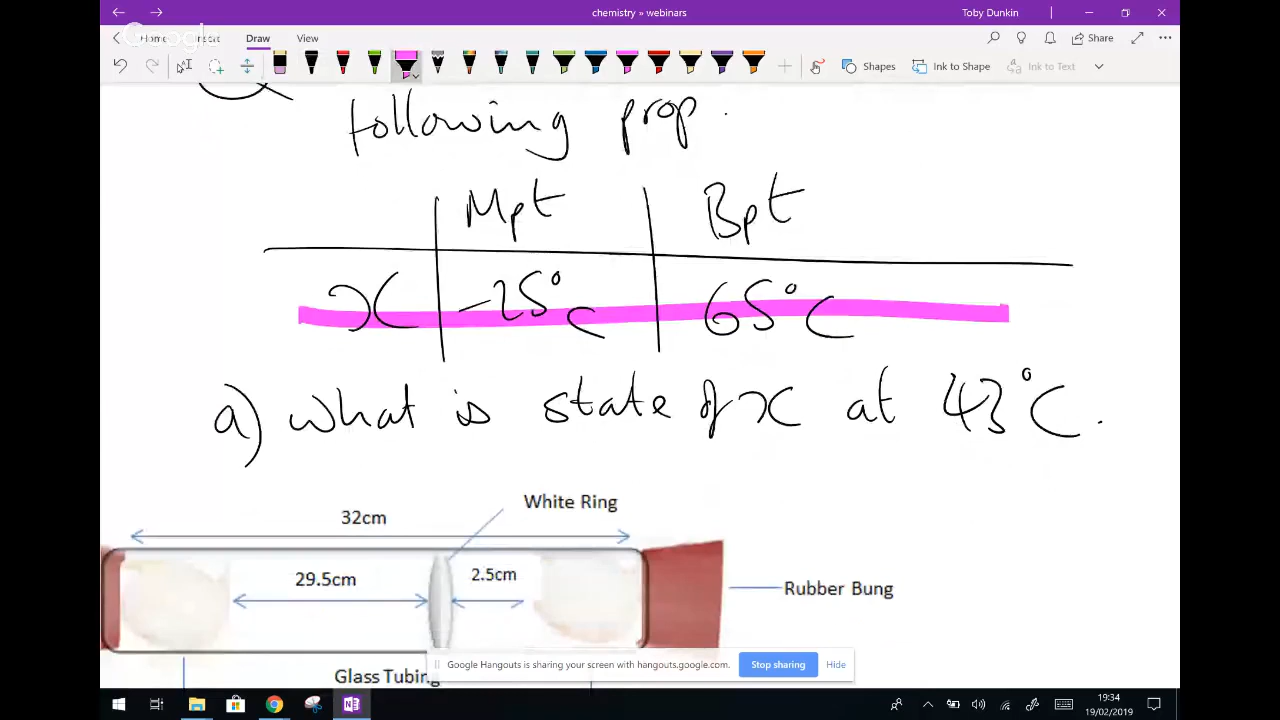 chemistry » webinars
Toby Dunkin
Google
Home Insert Draw View
Share
Shapes Ink to Shape Ink to Text
following prop.
Mpt Bpt
x -25°C 65°C
a) what is state of x at 43°C.
White Ring
32cm
29.5cm 2.5cm
Rubber Bung
Google Hangouts is sharing your screen with hangouts.google.com. Stop sharing Hide
Glass Tubing
19:34
19/02/2019